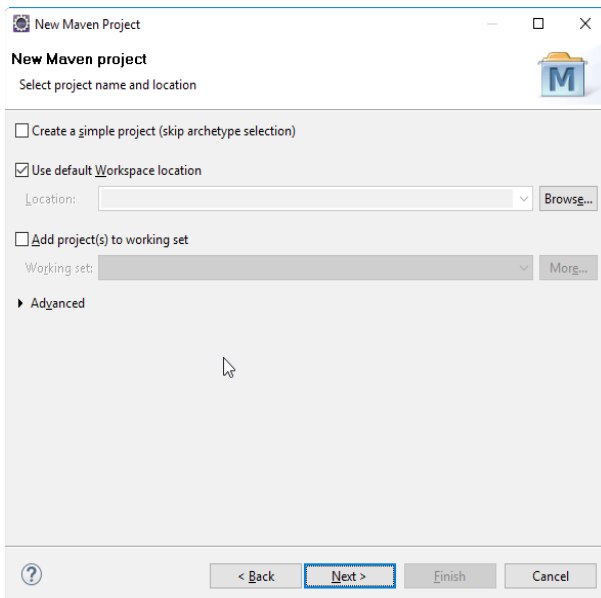 New Maven Project
New Maven project
Select project name and location
M
Create a simple project (skip archetype selection)
Use default Workspace location
Location:
Browse...
Add project(s) to working set
Working set:
More...
Advanced
?
< Back
Next >
Finish
Cancel